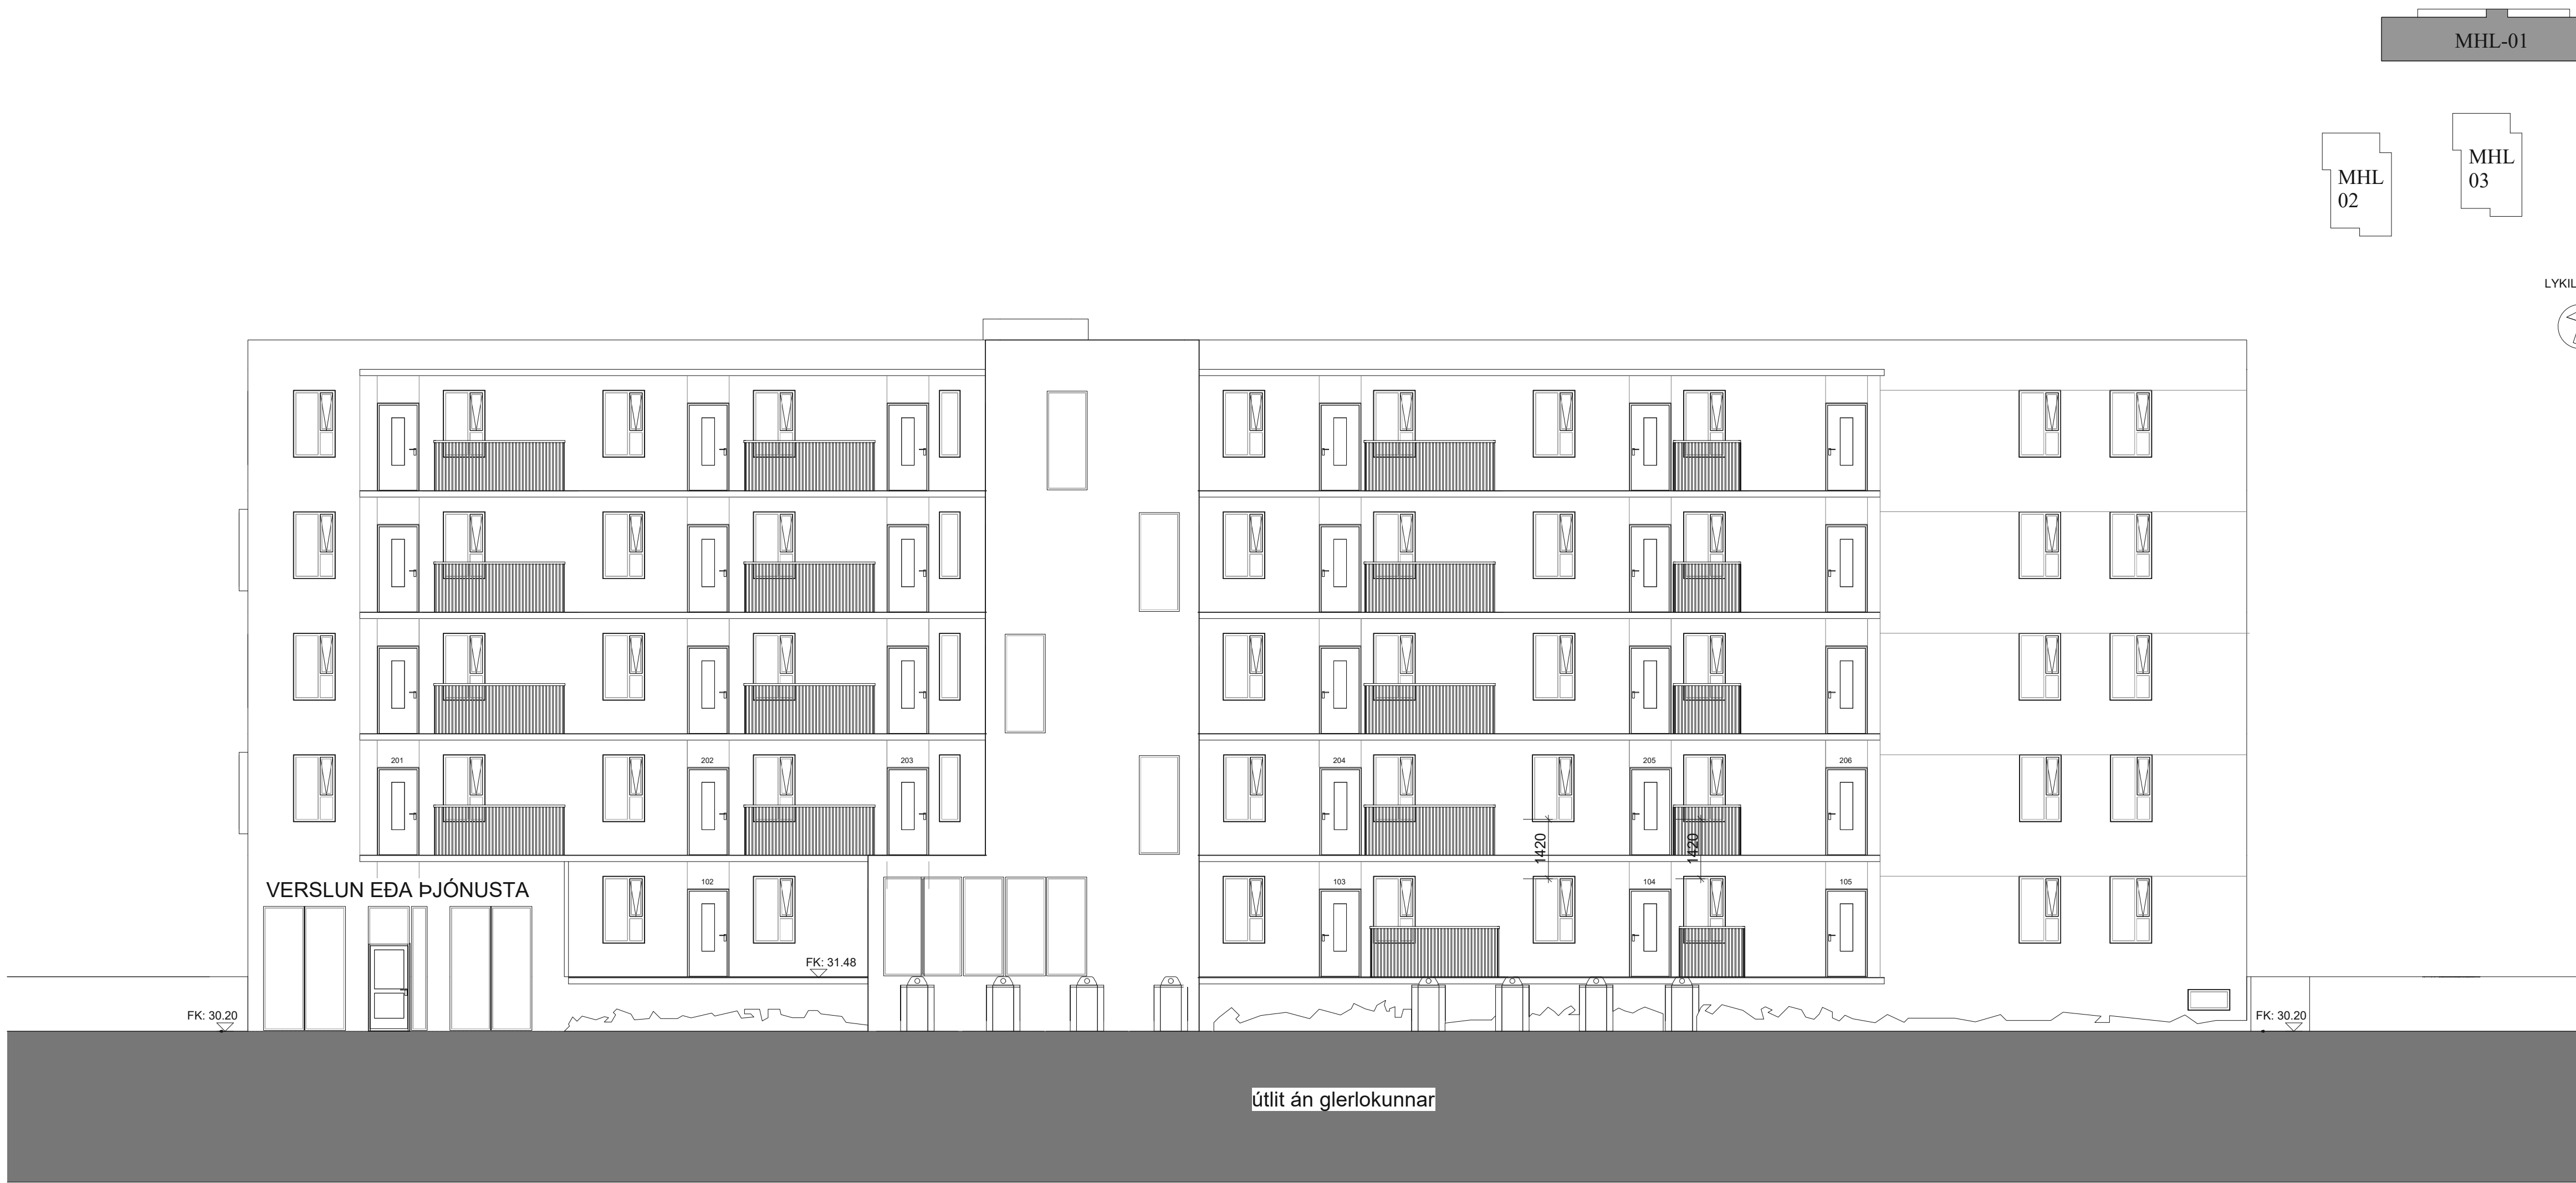 MHL-01
MHL
03
MHL
02
LYKIL
201
202
203
204
205
206
1420
1420
VERSLUN EÐA ÞJÓNUSTA
102
103
104
105
FK: 31.48
FK: 30.20
FK: 30.20
útlit án glerlokunnar